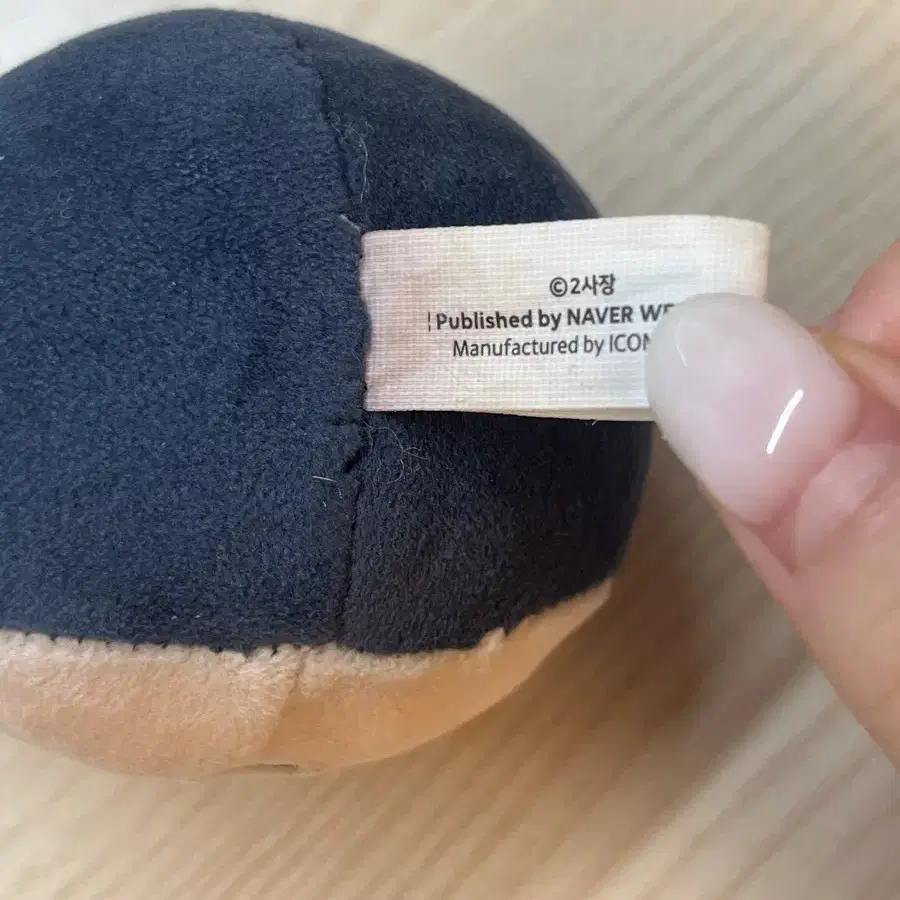 ©2사장
| Published by NAVER WE
Manufactured by ICON